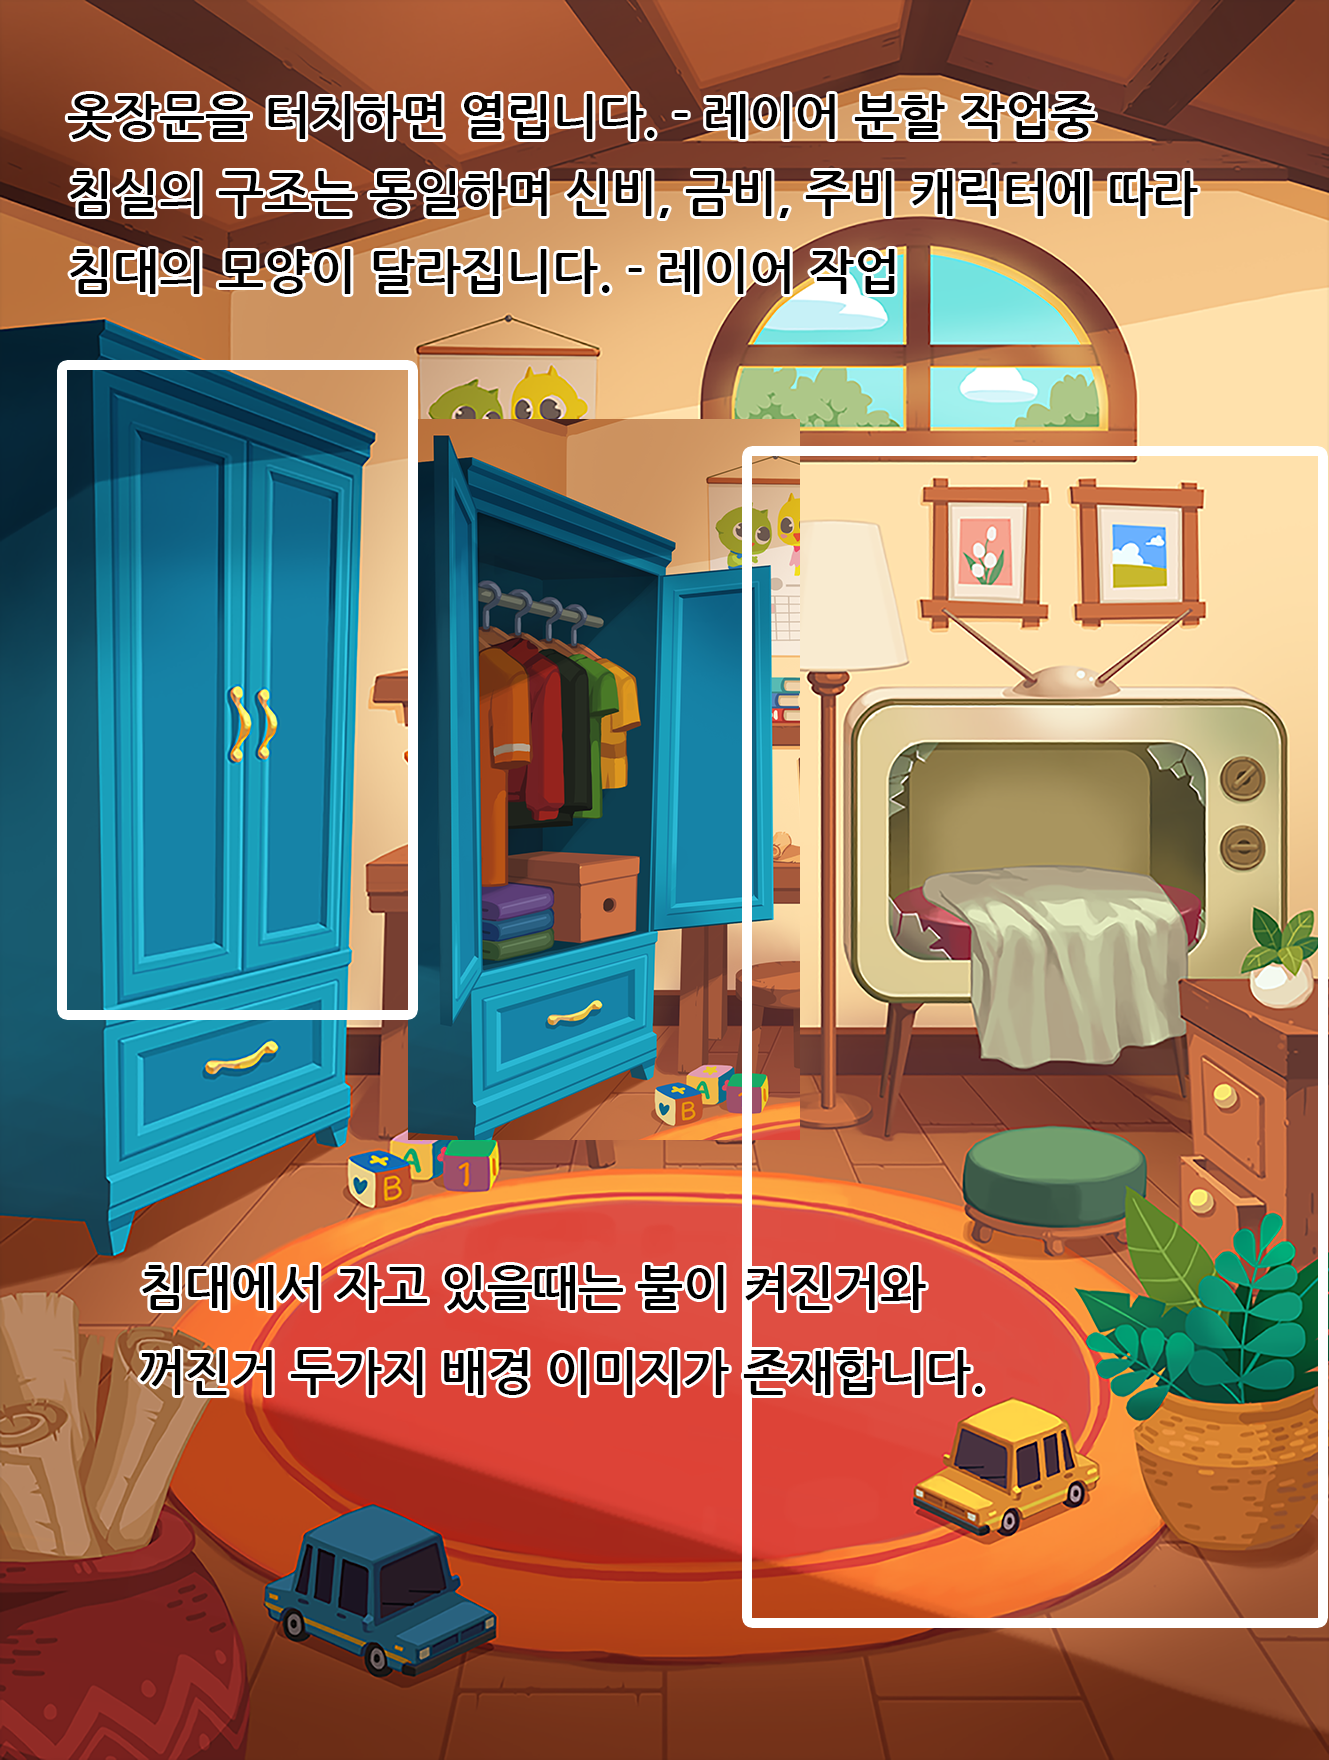 옷장문을 터치하면 열립니다. - 레이어 분할 작업중
침실의 구조는 동일하며 신비, 금비, 주비 캐릭터에 따라
침대의 모양이 달라집니다. - 레이어 작업
A
B
A
B
1
침대에서 자고 있을때는 불이 켜진거와
꺼진거 두가지 배경 이미지가 존재합니다.